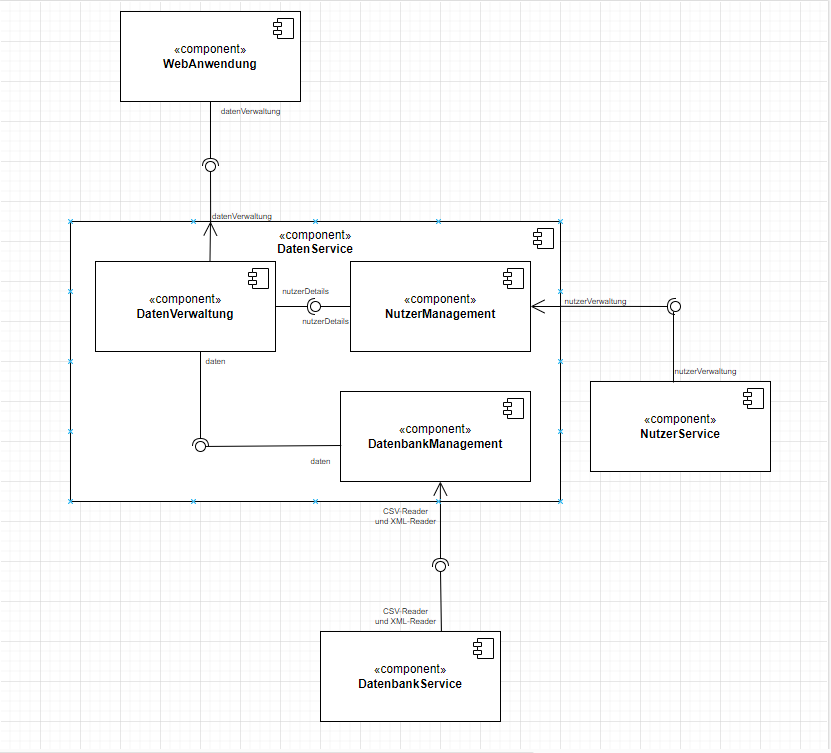 «component»
WebAnwendung
datenVerwaltung
datenVerwaltung
«component»
DatenService
«component»
DatenVerwaltung
nutzerDetails
nutzerDetails
«component»
NutzerManagement
nutzerVerwaltung
nutzerVerwaltung
«component»
NutzerService
daten
daten
«component»
DatenbankManagement
CSV-Reader
und XML-Reader
CSV-Reader
und XML-Reader
«component»
DatenbankService